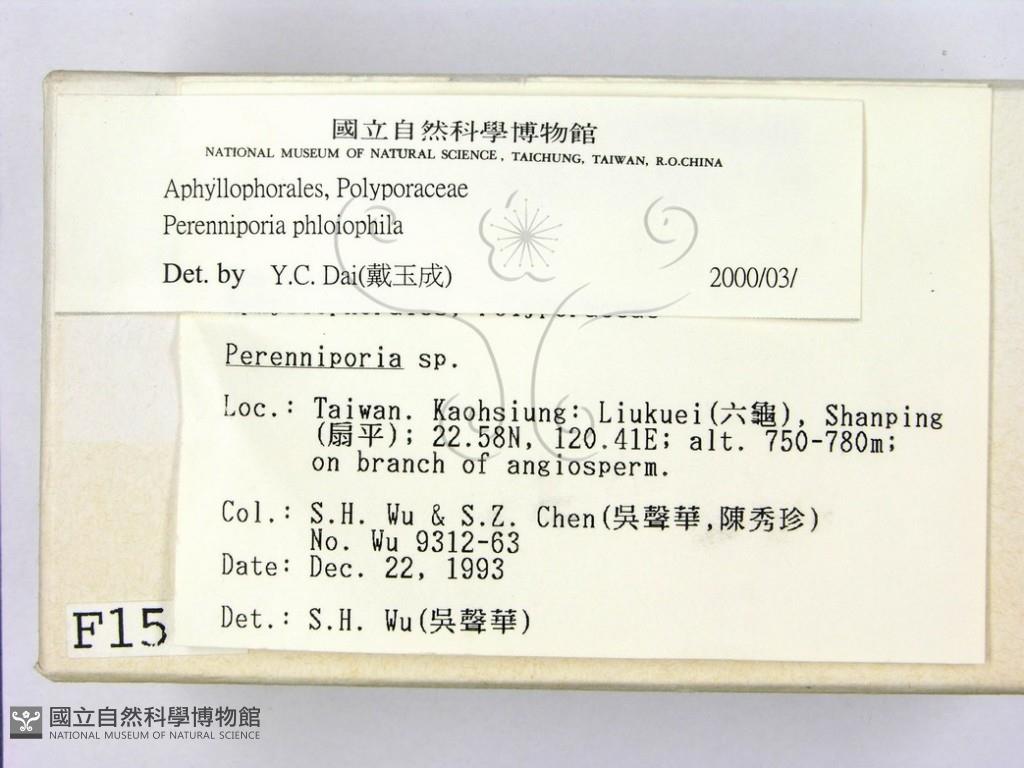 國立自然科學博物館
NATIONAL MUSEUM OF NATURAL SCIENCE, TAICHUNG, TAIWAN, R.O.CHINA
Aphyllophorales, Polyporaceae
Perenniporia phloiophila
Det. by Y.C. Dai(戴玉成) 2000/03/
Perenniporia sp.
Loc.: Taiwan. Kaohsiung: Liukuei(六龜), Shanping
(扇平); 22.58N, 120.41E; alt. 750-780m;
on branch of angiosperm.
Col.: S.H. Wu & S.Z. Chen(吳聲華,陳秀珍)
No. Wu 9312-63
Date: Dec. 22, 1993
Det.: S.H. Wu(吳聲華)
F15
國立自然科學博物館
NATIONAL MUSEUM OF NATURAL SCIENCE